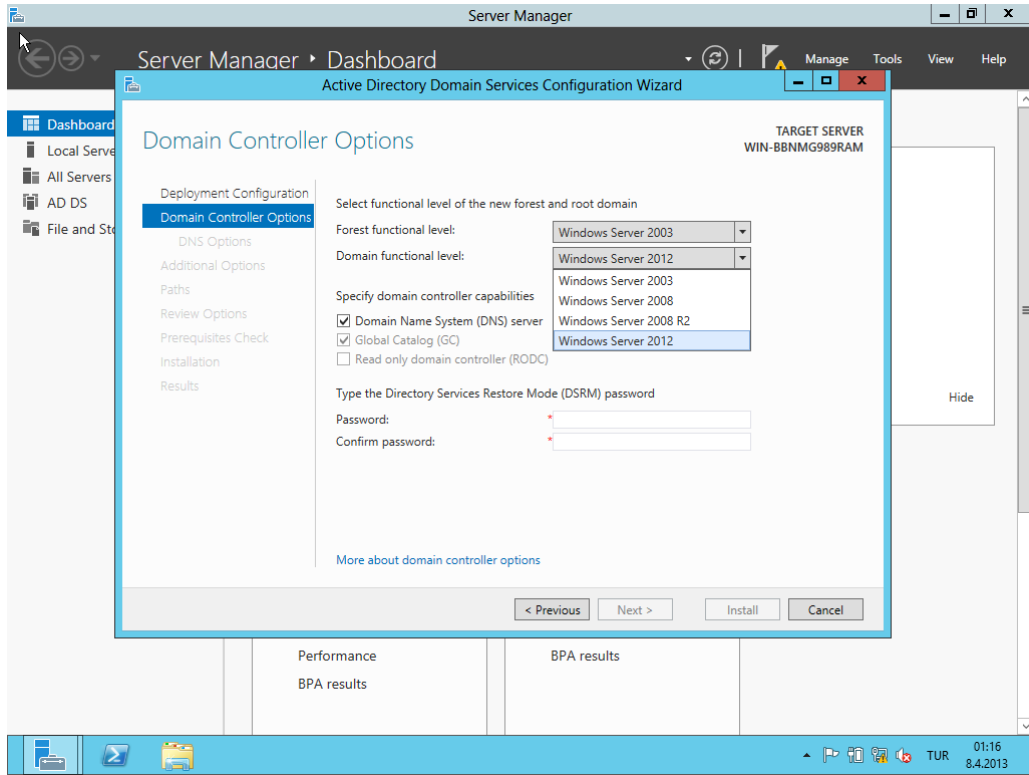 Server Manager
Server Manager ‣ Dashboard
Manage Tools View Help
Active Directory Domain Services Configuration Wizard
Dashboard
Local Serve
All Servers
AD DS
File and Sto
Domain Controller Options
TARGET SERVER
WIN-BBNMG989RAM
Deployment Configuration
Domain Controller Options
DNS Options
Additional Options
Paths
Review Options
Prerequisites Check
Installation
Results
Select functional level of the new forest and root domain
Forest functional level: Windows Server 2003
Domain functional level: Windows Server 2012
Windows Server 2003
Windows Server 2008
Windows Server 2008 R2
Windows Server 2012
Specify domain controller capabilities
Domain Name System (DNS) server
Global Catalog (GC)
Read only domain controller (RODC)
Type the Directory Services Restore Mode (DSRM) password
Password: *
Confirm password: *
More about domain controller options
< Previous Next > Install Cancel
Hide
Performance
BPA results
BPA results
TUR
01:16
8.4.2013